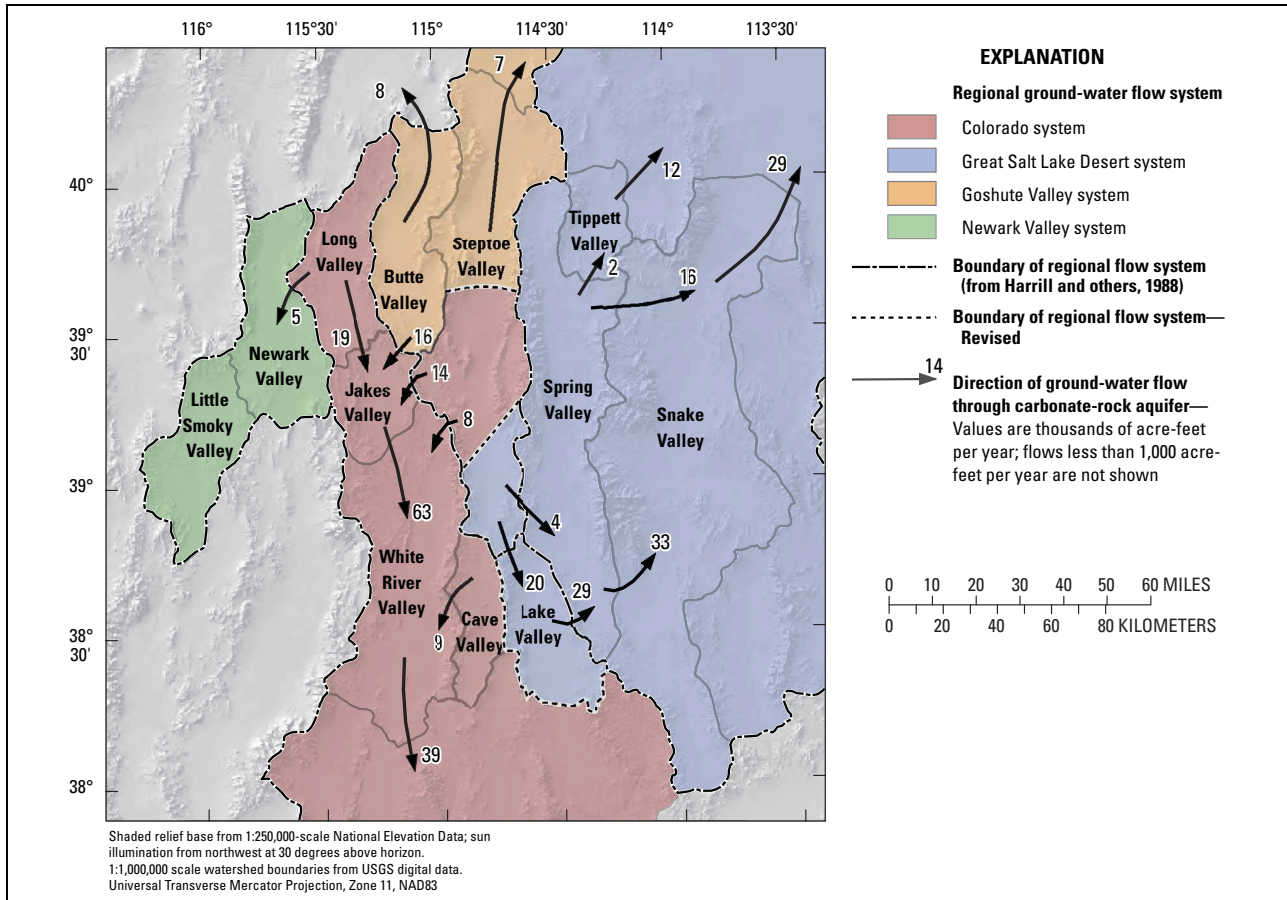 116°
115°30'
115°
114°30'
114°
113°30'
40°
39°
30'
39°
38°
30'
38°
7
8
12
29
Tippett
Valley
Long
Valley
Steptoe
Valley
Butte
Valley
2
16
5
19
16
Newark
Valley
14
Jakes
Valley
Spring
Valley
Snake
Valley
Little
Smoky
Valley
8
63
4
33
White
River
Valley
20
29
Cave
Valley
Lake
Valley
9
39
EXPLANATION
Regional ground-water flow system
Colorado system
Great Salt Lake Desert system
Goshute Valley system
Newark Valley system
Boundary of regional flow system
(from Harrill and others, 1988)
Boundary of regional flow system—
Revised
14
Direction of ground-water flow
through carbonate-rock aquifer—
Values are thousands of acre-feet
per year; flows less than 1,000 acre-
feet per year are not shown
0 10 20 30 40 50 60 MILES
0 20 40 60 80 KILOMETERS
Shaded relief base from 1:250,000-scale National Elevation Data; sun
illumination from northwest at 30 degrees above horizon.
1:1,000,000 scale watershed boundaries from USGS digital data.
Universal Transverse Mercator Projection, Zone 11, NAD83